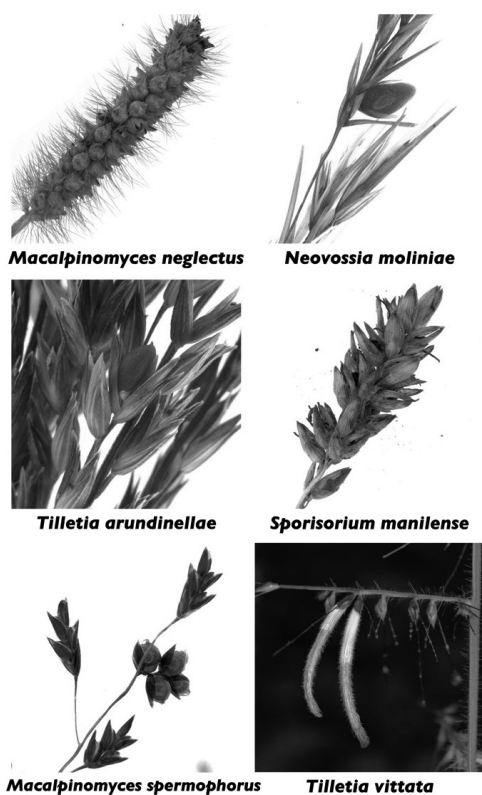 Macalpinomyces neglectus
Neovossia moliniae
Tilletia arundinellae
Sporisorium manilense
Macalpinomyces spermophorus
Tilletia vittata